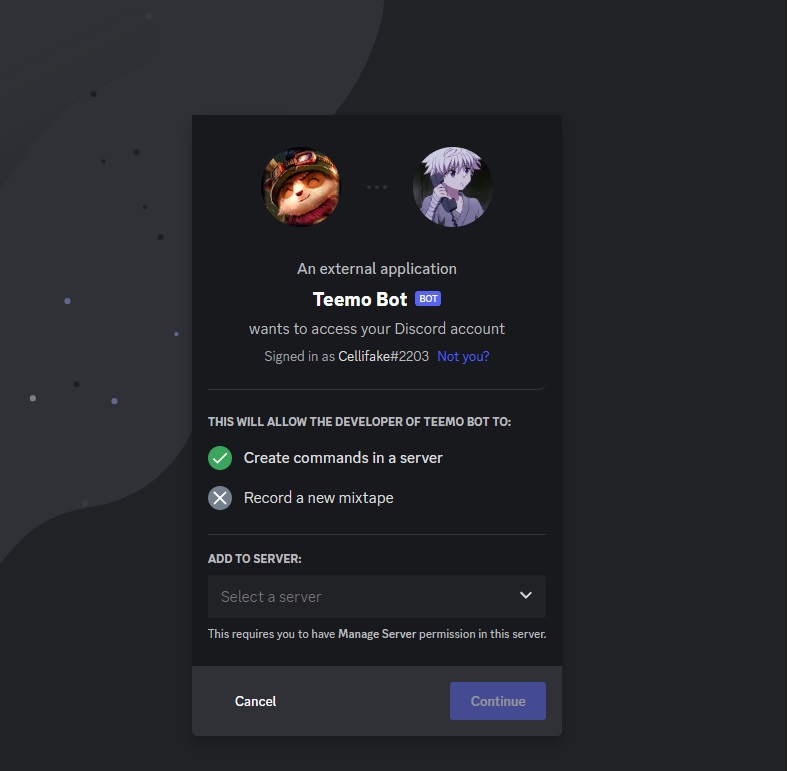 An external application
Teemo Bot BOT
wants to access your Discord account
Signed in as Cellifake#2203 Not you?
THIS WILL ALLOW THE DEVELOPER OF TEEMO BOT TO:
Create commands in a server
Record a new mixtape
ADD TO SERVER:
Select a server
This requires you to have Manage Server permission in this server.
Cancel
Continue